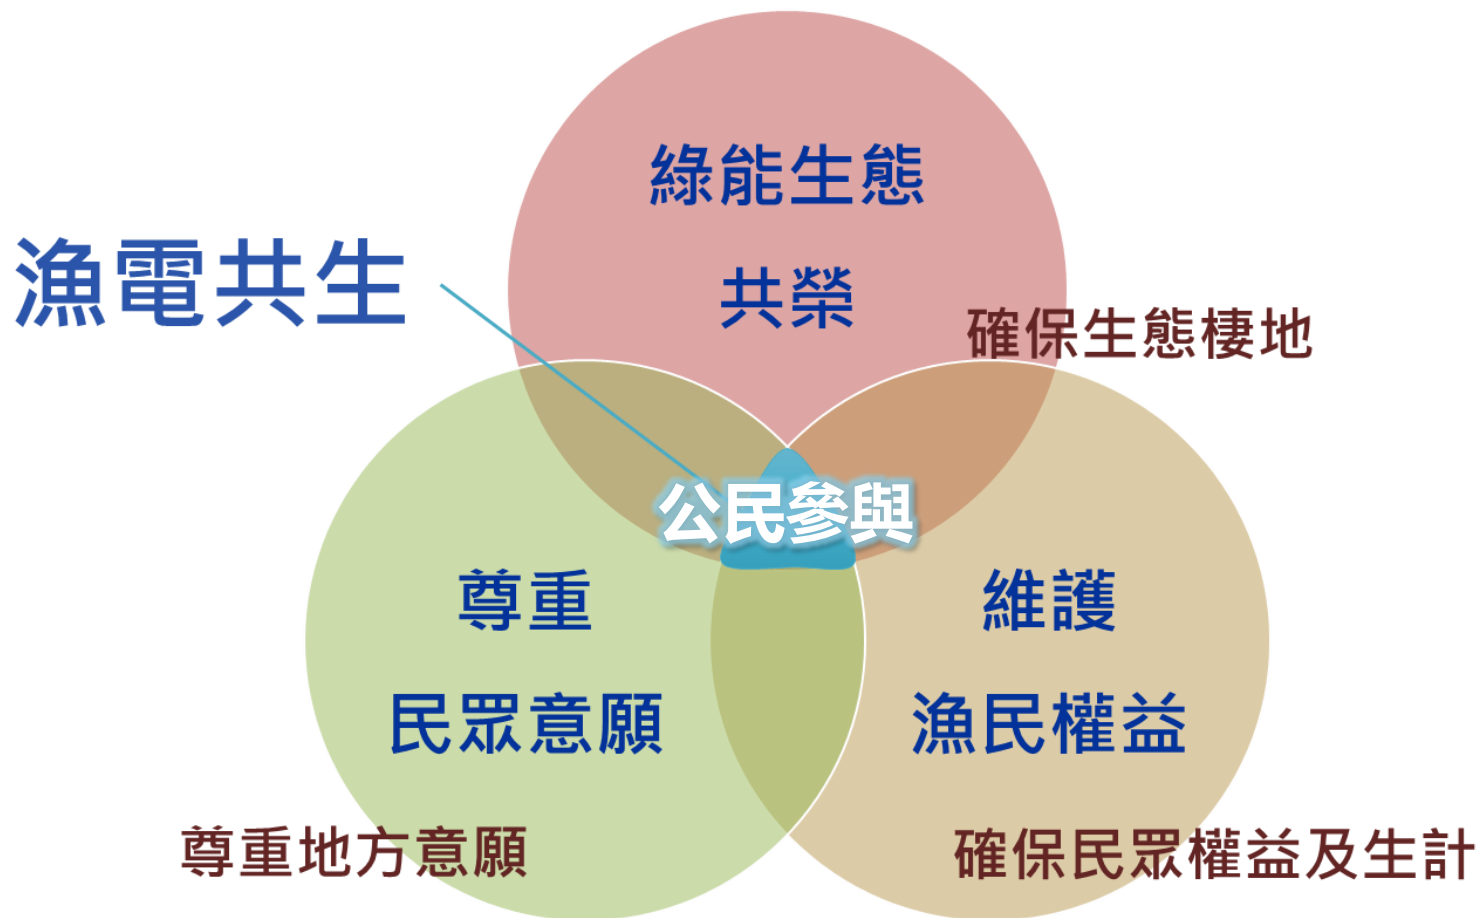 綠能生態
共榮
漁電共生
確保生態棲地
公民參與
尊重
民眾意願
維護
漁民權益
尊重地方意願
確保民眾權益及生計